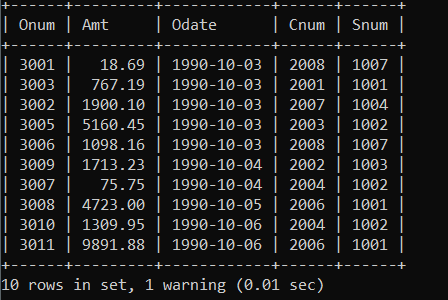 +------+---------+------------+------+------+
| Onum | Amt     | Odate      | Cnum | Snum |
+------+---------+------------+------+------+
| 3001 |   18.69 | 1990-10-03 | 2008 | 1007 |
| 3003 |  767.19 | 1990-10-03 | 2001 | 1001 |
| 3002 | 1900.10 | 1990-10-03 | 2007 | 1004 |
| 3005 | 5160.45 | 1990-10-03 | 2003 | 1002 |
| 3006 | 1098.16 | 1990-10-03 | 2008 | 1007 |
| 3009 | 1713.23 | 1990-10-04 | 2002 | 1003 |
| 3007 |   75.75 | 1990-10-04 | 2004 | 1002 |
| 3008 | 4723.00 | 1990-10-05 | 2006 | 1001 |
| 3010 | 1309.95 | 1990-10-06 | 2004 | 1002 |
| 3011 | 9891.88 | 1990-10-06 | 2006 | 1001 |
+------+---------+------------+------+------+
10 rows in set, 1 warning (0.01 sec)